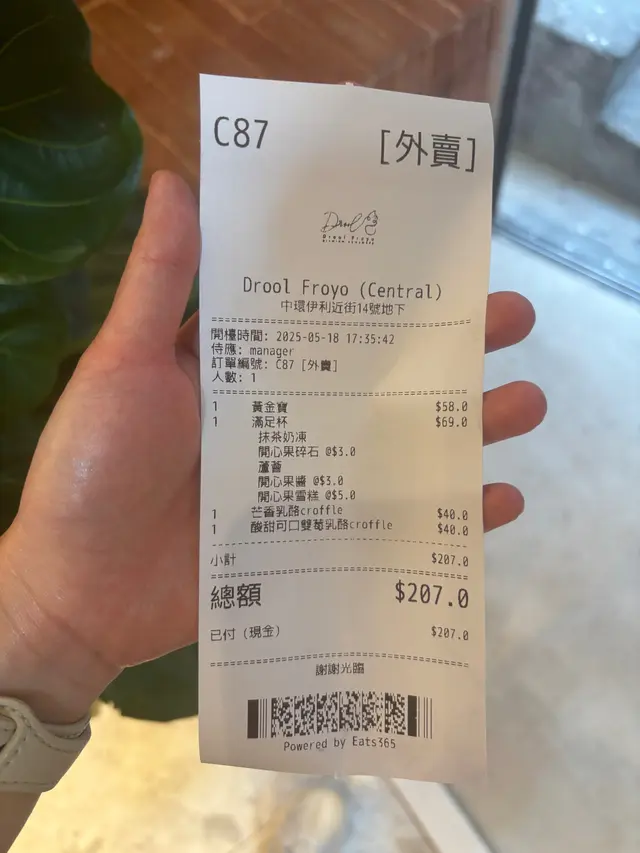 C87 [外賣]
Drool
Drool Froyo
Drool Froyo (Central)
中環伊利近街14號地下
開檯時間: 2025-05-18 17:35:42
侍應: manager
訂單編號: C87 [外賣]
人數: 1
1 黃金寶 $58.0
1 滿足杯 $69.0
抹茶奶凍
開心果碎石 @$3.0
蘆薈
開心果醬 @$3.0
開心果雪糕 @$5.0
1 芒香乳酪croffle $40.0
1 酸甜可口雙莓乳酪croffle $40.0
小計 $207.0
總額 $207.0
已付 (現金) $207.0
謝謝光臨
Powered by Eats365